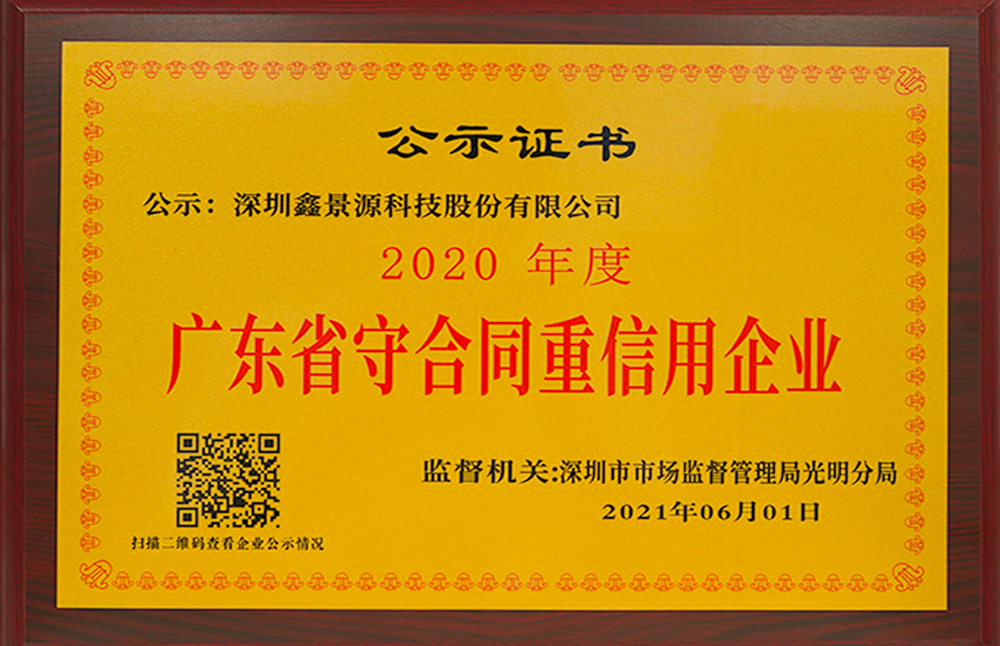 公示证书
公示：深圳鑫景源科技股份有限公司
2020 年度
广东省守合同重信用企业
监督机关:深圳市市场监督管理局光明分局
2021年06月01日
扫描二维码查看企业公示情况